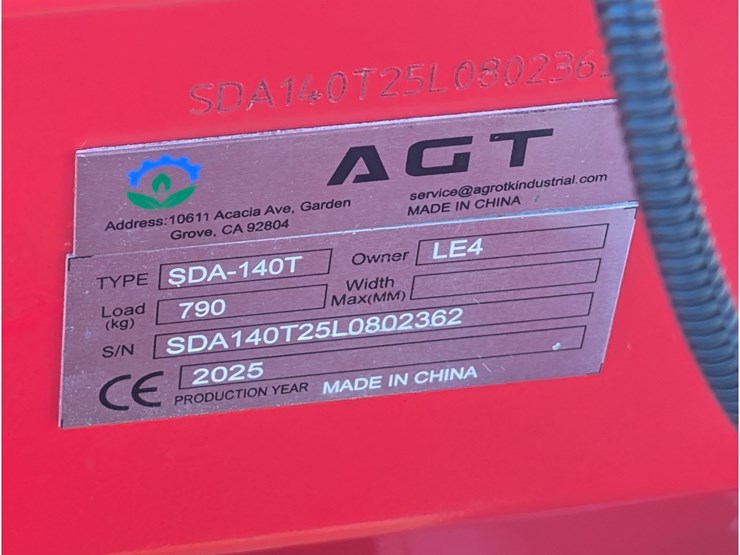 SDA140T25L080236
AGT
Address:10611 Acacia Ave, Garden
Grove, CA 92804
service@agrotkindustrial.com
MADE IN CHINA
TYPE SDA-140T Owner LE4
Load (kg) 790 Width Max(MM)
S/N SDA140T25L0802362
CE 2025
PRODUCTION YEAR MADE IN CHINA